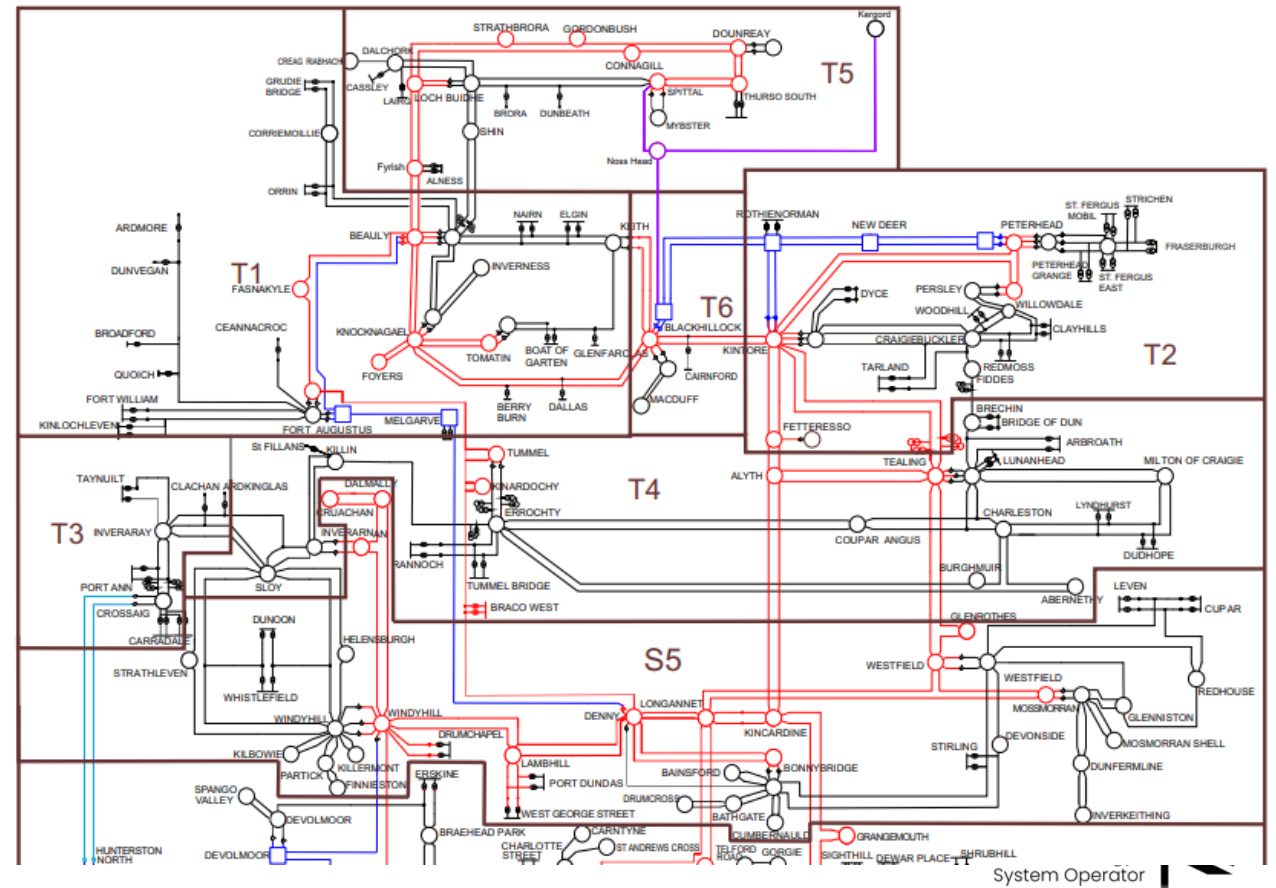 Kergord
STRATHBRORA
GORDONBUSH
DOUNREAY
DALCHORK
CREAG RIABHACH
CONNAGILL
T5
GRUDIE
BRIDGE
CASSLEY
LAIRG
LOCH BUIDHE
SPITTAL
THURSO SOUTH
BRORA
DUNBEATH
MYBSTER
CORRIEMOILLIE
SHIN
Noss Head
Fyrish
ALNESS
ORRIN
ST. FERGUS
MOBIL
STRICHEN
NAIRN
ELGIN
KEITH
ROTHIENORMAN
NEW DEER
PETERHEAD
ARDMORE
BEAULY
FRASERBURGH
DUNVEGAN
T1
INVERNESS
PETERHEAD
GRANGE
ST. FERGUS
EAST
FASNAKYLE
T6
DYCE
PERSLEY
WILLOWDALE
WOODHILL
CEANNACROC
BROADFORD
KNOCKNAGAEL
BLACKHILLOCK
CLAYHILLS
TOMATIN
BOAT OF
GARTEN
GLENFARCLAS
KINTORE
CRAIGIEBUCKLER
T2
QUOICH
FOYERS
CAIRNFORD
TARLAND
REDMOSS
FIDDES
FORT WILLIAM
BERRY
BURN
DALLAS
MACDUFF
BRECHIN
BRIDGE OF DUN
KINLOCHLEVEN
FORT AUGUSTUS
MELGARVE
FETTERESSO
ARBROATH
St FILLANS
KILLIN
TUMMEL
TEALING
LUNANHEAD
MILTON OF CRAIGIE
TAYNUILT
CLACHAN
ARDKINGLAS
DALMALLY
KINARDOCHY
T4
ALYTH
CRUACHAN
LYNDHURST
T3
INVERARAY
INVERARNAN
ERROCHTY
COUPAR ANGUS
CHARLESTON
DUDHOPE
RANNOCH
PORT ANN
SLOY
TUMMEL BRIDGE
BURGHMUIR
ABERNETHY
LEVEN
CROSSAIG
BRACO WEST
CUPAR
CARRADALE
DUNOON
HELENSBURGH
GLENROTHES
S5
STRATHLEVEN
WESTFIELD
WESTFIELD
REDHOUSE
WHISTLEFIELD
LONGANNET
MOSSMORRAN
GLENNISTON
WINDYHILL
WINDYHILL
DENNY
KINCARDINE
DRUMCHAPEL
DEVONSIDE
MOSMORRAN SHELL
KILBOWIE
KILLERMONT
PARTICK
LAMBHILL
STIRLING
BONNYBRIDGE
DUNFERMLINE
ERSKINE
BAINSFORD
PORT DUNDAS
FINNIESTON
SPANGO
VALLEY
DRUMCROSS
BATHGATE
WEST GEORGE STREET
INVERKEITHING
DEVOLMOOR
BRAEHEAD PARK
CARNTYNE
CUMBERNAULD
GRANGEMOUTH
HUNTERSTON
NORTH
DEVOLMOOR
CHARLOTTE
STREET
ST ANDREWS CROSS
TELFORD
ROAD
GORGIE
SIGHTHILL
DEWAR PLACE
SHRUBHILL
System Operator